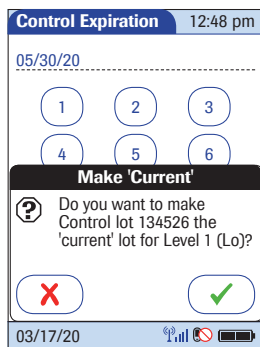 Control Expiration 12:48 pm
05/30/20
1 2 3
4 5 6
Make 'Current'
Do you want to make
Control lot 134526 the
'current' lot for Level 1 (Lo)?
03/17/20